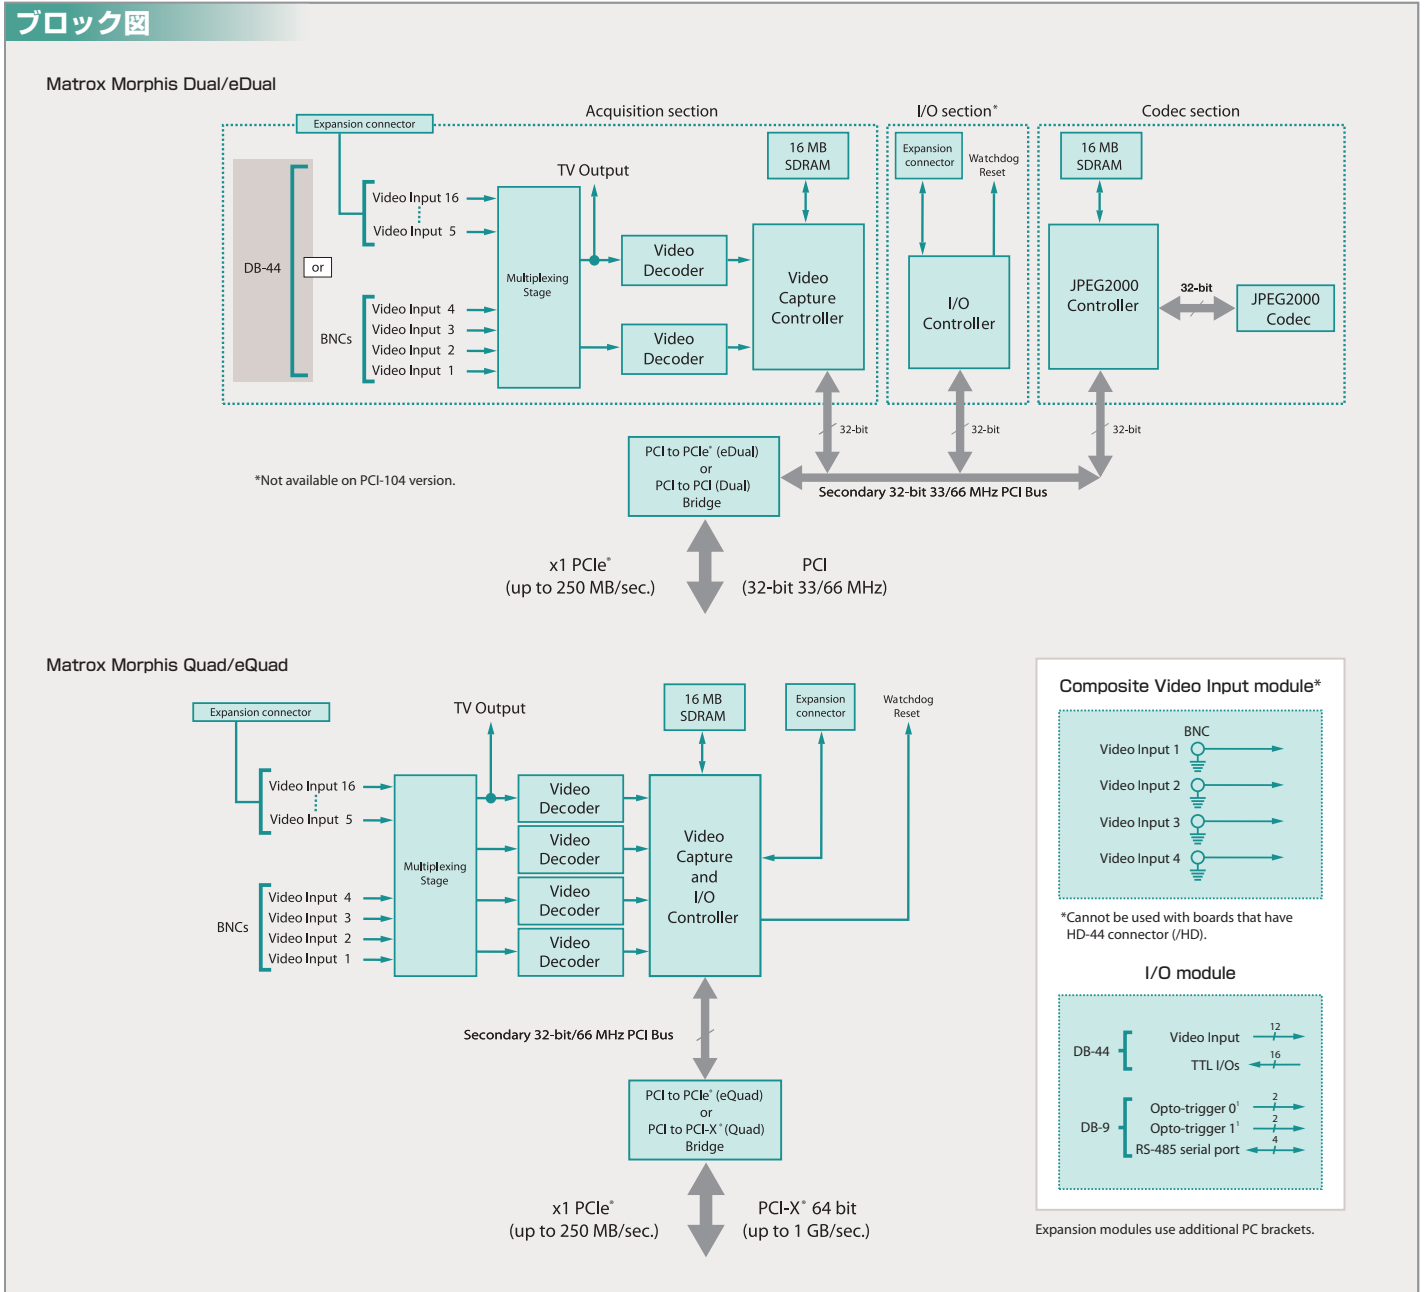 ブロック図
Matrox Morphis Dual/eDual
Acquisition section
I/O section*
Codec section
Expansion connector
16 MB
SDRAM
Expansion
connector
Watchdog
Reset
16 MB
SDRAM
TV Output
Video Input 16
Video Input 5
DB-44
or
Multiplexing
Stage
Video
Decoder
Video
Capture
Controller
I/O
Controller
JPEG2000
Controller
32-bit
JPEG2000
Codec
BNCs
Video Input 4
Video Input 3
Video Input 2
Video Input 1
Video
Decoder
32-bit
32-bit
32-bit
*Not available on PCI-104 version.
PCI to PCIe® (eDual)
or
PCI to PCI (Dual)
Bridge
Secondary 32-bit 33/66 MHz PCI Bus
x1 PCIe®
(up to 250 MB/sec.)
PCI
(32-bit 33/66 MHz)
Matrox Morphis Quad/eQuad
Expansion connector
TV Output
16 MB
SDRAM
Expansion
connector
Watchdog
Reset
Video Input 16
Video Input 5
Multiplexing
Stage
Video
Decoder
Video
Decoder
Video
Decoder
Video
Decoder
Video
Capture
and
I/O
Controller
BNCs
Video Input 4
Video Input 3
Video Input 2
Video Input 1
Secondary 32-bit/66 MHz PCI Bus
PCI to PCIe® (eQuad)
or
PCI to PCI-X® (Quad)
Bridge
x1 PCIe®
(up to 250 MB/sec.)
PCI-X® 64 bit
(up to 1 GB/sec.)
Composite Video Input module*
BNC
Video Input 1
Video Input 2
Video Input 3
Video Input 4
*Cannot be used with boards that have
HD-44 connector (/HD).
I/O module
DB-44
Video Input 12
TTL I/Os 16
DB-9
Opto-trigger 0¹ 2
Opto-trigger 1¹ 2
RS-485 serial port 4
Expansion modules use additional PC brackets.